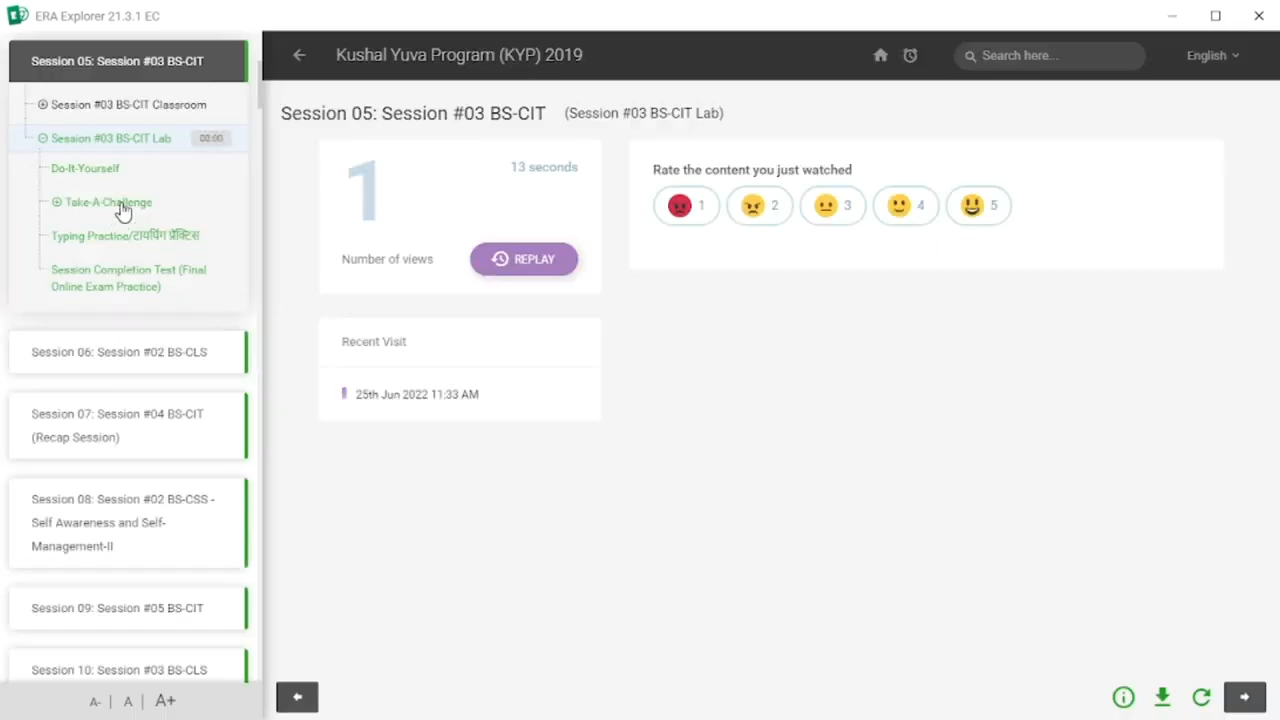 ERA Explorer 21.3.1 EC
Session 05: Session #03 BS-CIT
Session #03 BS-CIT Classroom
Session #03 BS-CIT Lab 00:00
Do-It-Yourself
Take-A-Challenge
Typing Practice/टायपिंग प्रॅक्टिस
Session Completion Test (Final
Online Exam Practice)
Session 06: Session #02 BS-CLS
Session 07: Session #04 BS-CIT
(Recap Session)
Session 08: Session #02 BS-CSS -
Self Awareness and Self-
Management-II
Session 09: Session #05 BS-CIT
Session 10: Session #03 BS-CLS
A- | A | A+
Kushal Yuva Program (KYP) 2019
Search here...
English
Session 05: Session #03 BS-CIT (Session #03 BS-CIT Lab)
1
13 seconds
Number of views
REPLAY
Rate the content you just watched
1 2 3 4 5
Recent Visit
25th Jun 2022 11:33 AM